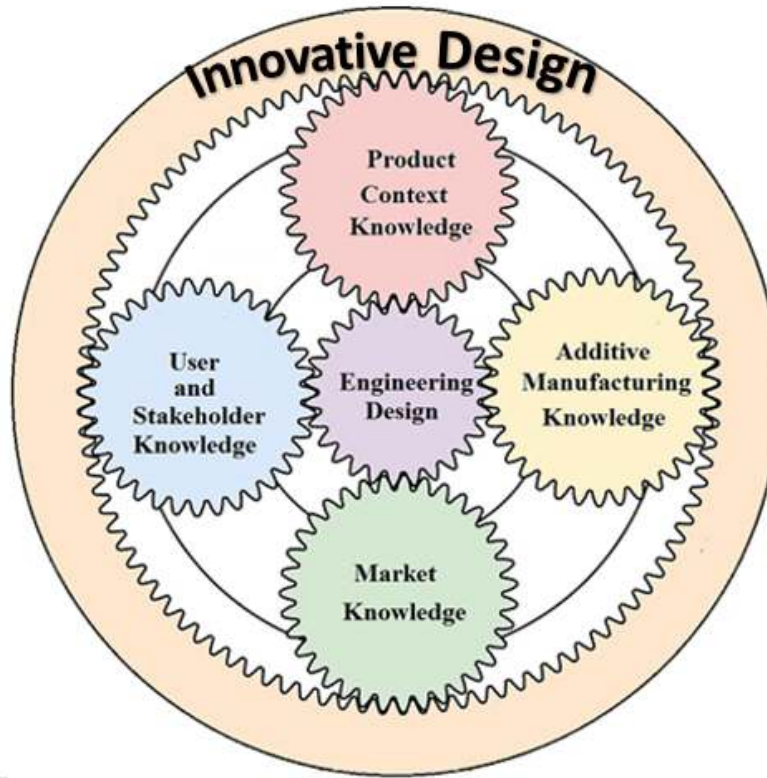 Innovative Design
Product
Context
Knowledge
User
and
Stakeholder
Knowledge
Engineering
Design
Additive
Manufacturing
Knowledge
Market
Knowledge